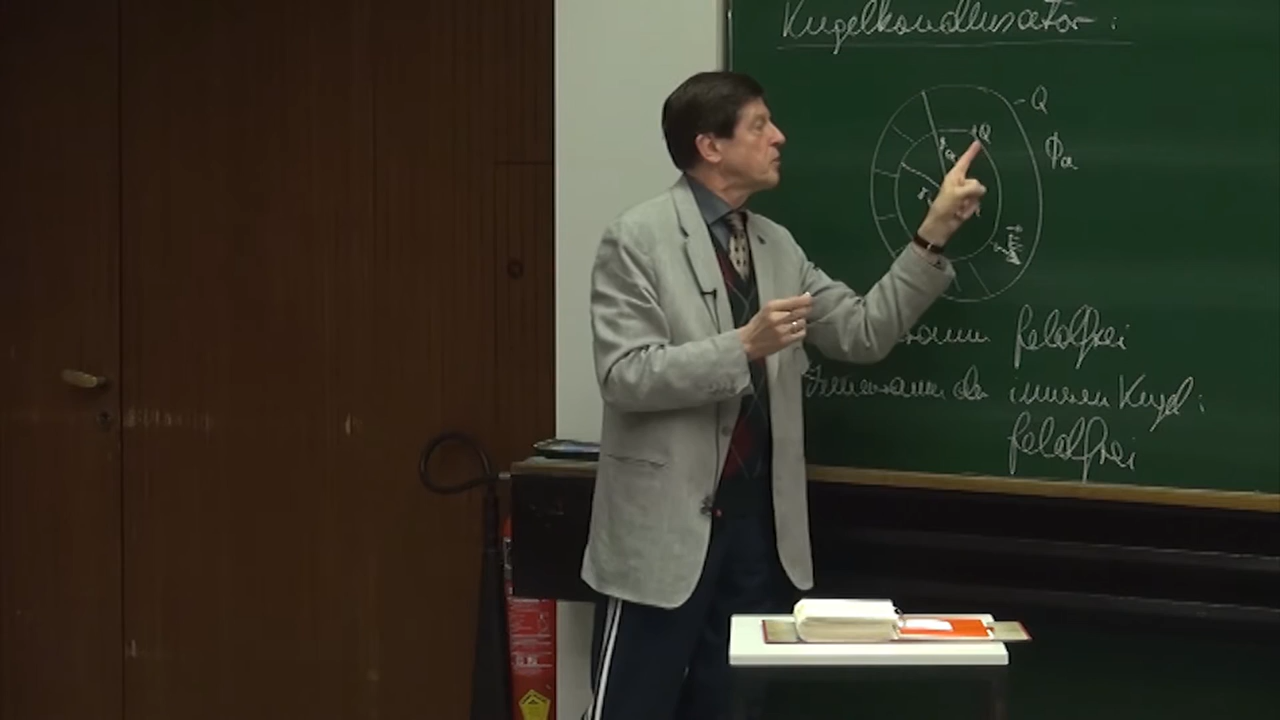 Kugelkondensator:
- Q
Q
ϕa
feldfrei
Innenraum der inneren Kugel:
feldfrei